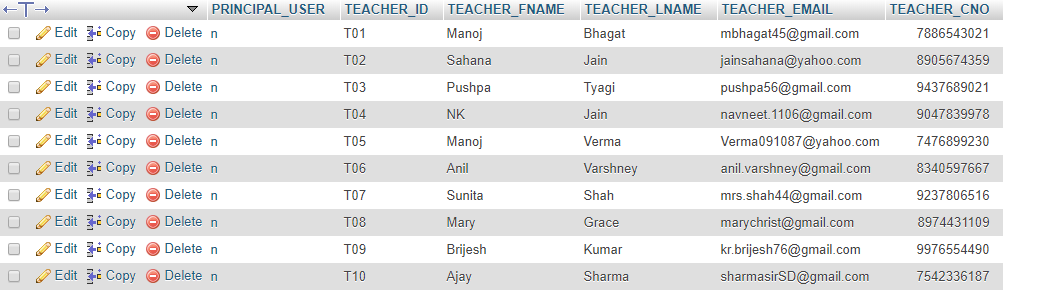 PRINCIPAL_USER TEACHER_ID TEACHER_FNAME TEACHER_LNAME TEACHER_EMAIL TEACHER_CNO
Edit Copy Delete n T01 Manoj Bhagat mbhagat45@gmail.com 7886543021
Edit Copy Delete n T02 Sahana Jain jainsahana@yahoo.com 8905674359
Edit Copy Delete n T03 Pushpa Tyagi pushpa56@gmail.com 9437689021
Edit Copy Delete n T04 NK Jain navneet.1106@gmail.com 9047839978
Edit Copy Delete n T05 Manoj Verma Verma091087@yahoo.com 7476899230
Edit Copy Delete n T06 Anil Varshney anil.varshney@gmail.com 8340597667
Edit Copy Delete n T07 Sunita Shah mrs.shah44@gmail.com 9237806516
Edit Copy Delete n T08 Mary Grace marychrist@gmail.com 8974431109
Edit Copy Delete n T09 Brijesh Kumar kr.brijesh76@gmail.com 9976554490
Edit Copy Delete n T10 Ajay Sharma sharmasirSD@gmail.com 7542336187